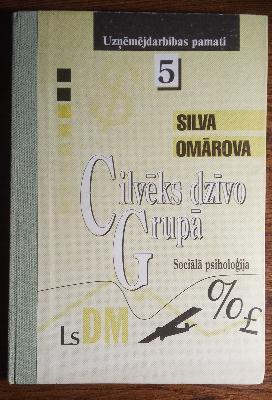 Uzņēmējdarbības pamati
5
SILVA
OMĀROVA
Cilvēks dzīvo
Grupā
Sociālā psiholoģija
%
£
Ls DM